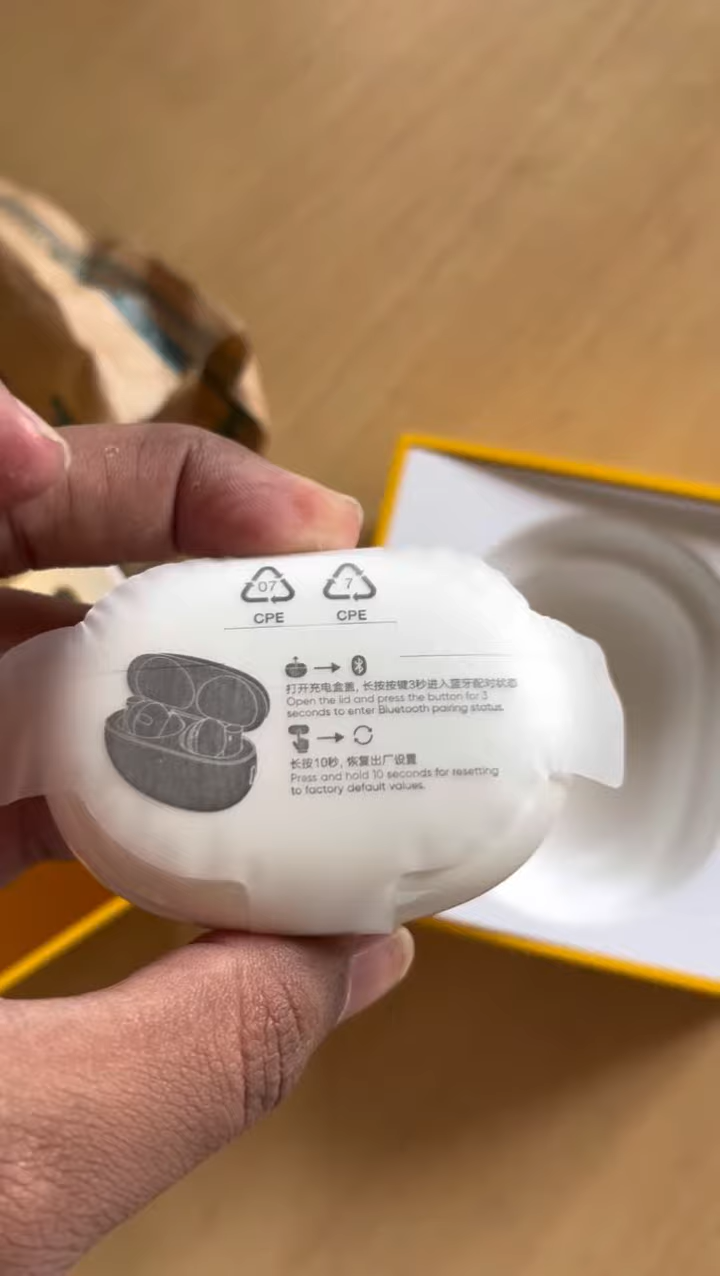 07
7
CPE
CPE
打开充电盒盖, 长按按键3秒进入蓝牙配对状态
Open the lid and press the button for 3
seconds to enter Bluetooth pairing status.
长按10秒, 恢复出厂设置
Press and hold 10 seconds for resetting
to factory default values.